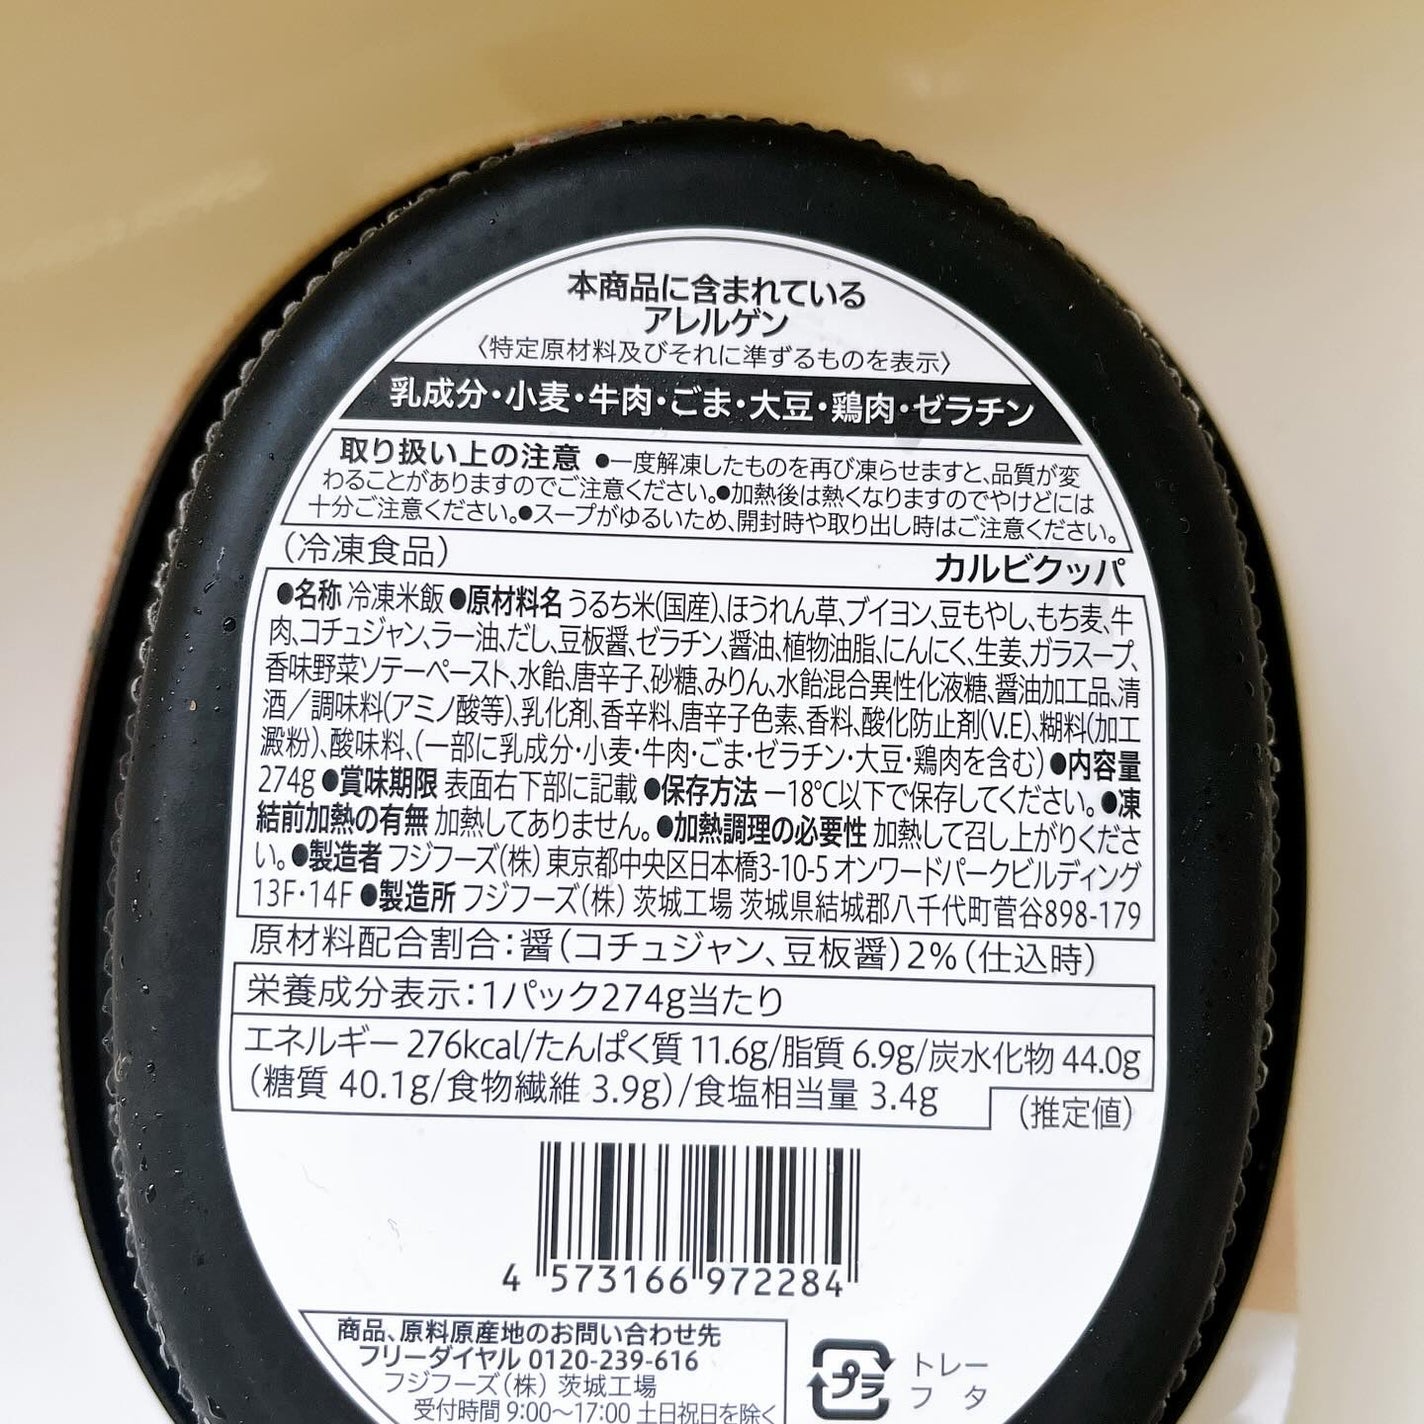 本商品に含まれている
アレルゲン
〈特定原材料及びそれに準ずるものを表示〉
乳成分・小麦・牛肉・ごま・大豆・鶏肉・ゼラチン
取り扱い上の注意 ●一度解凍したものを再び凍らせますと、品質が変
わることがありますのでご注意ください。●加熱後は熱くなりますのでやけどには
十分ご注意ください。●スープがゆるいため、開封時や取り出し時はご注意ください。
(冷凍食品)
カルビクッパ
●名称 冷凍米飯 ●原材料名 うるち米(国産)、ほうれん草、ブイヨン、豆もやし、もち麦、牛
肉、コチュジャン、ラー油、だし、豆板醤、ゼラチン、醤油、植物油脂、にんにく、生姜、ガラスープ、
香味野菜ソテーペースト、水飴、唐辛子、砂糖、みりん、水飴混合異性化液糖、醤油加工品、清
酒／調味料(アミノ酸等)、乳化剤、香辛料、唐辛子色素、香料、酸化防止剤(V.E)、糊料(加工
澱粉)、酸味料、(一部に乳成分・小麦・牛肉・ごま・ゼラチン・大豆・鶏肉を含む) ●内容量
274g ●賞味期限 表面右下部に記載 ●保存方法 －18℃以下で保存してください。 ●凍
結前加熱の有無 加熱してありません。 ●加熱調理の必要性 加熱して召し上がりくださ
い。●製造者 フジフーズ(株) 東京都中央区日本橋3-10-5 オンワードパークビルディング
13F・14F ●製造所 フジフーズ(株) 茨城工場 茨城県結城郡八千代町菅谷898-179
原材料配合割合：醤(コチュジャン、豆板醤)2%(仕込時)
栄養成分表示：1パック274g当たり
エネルギー 276kcal/たんぱく質 11.6g/脂質 6.9g/炭水化物 44.0g
(糖質 40.1g/食物繊維 3.9g)/食塩相当量 3.4g
(推定値)
4 573166 972284
商品、原料原産地のお問い合わせ先
フリーダイヤル 0120-239-616
フジフーズ(株) 茨城工場
受付時間 9:00～17:00 土日祝日を除く
プラ
トレー
フタ